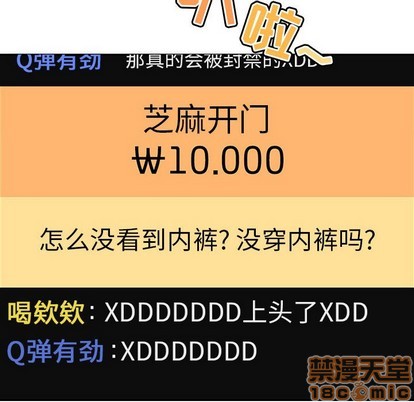 啦~
Q弹有劲 那真的会被封禁的XDD
芝麻开门
₩10.000
怎么没看到内裤? 没穿内裤吗?
喝欸欸: XDDDDDDD上头了XDD
Q弹有劲:XDDDDDDD
禁漫天堂
18comic